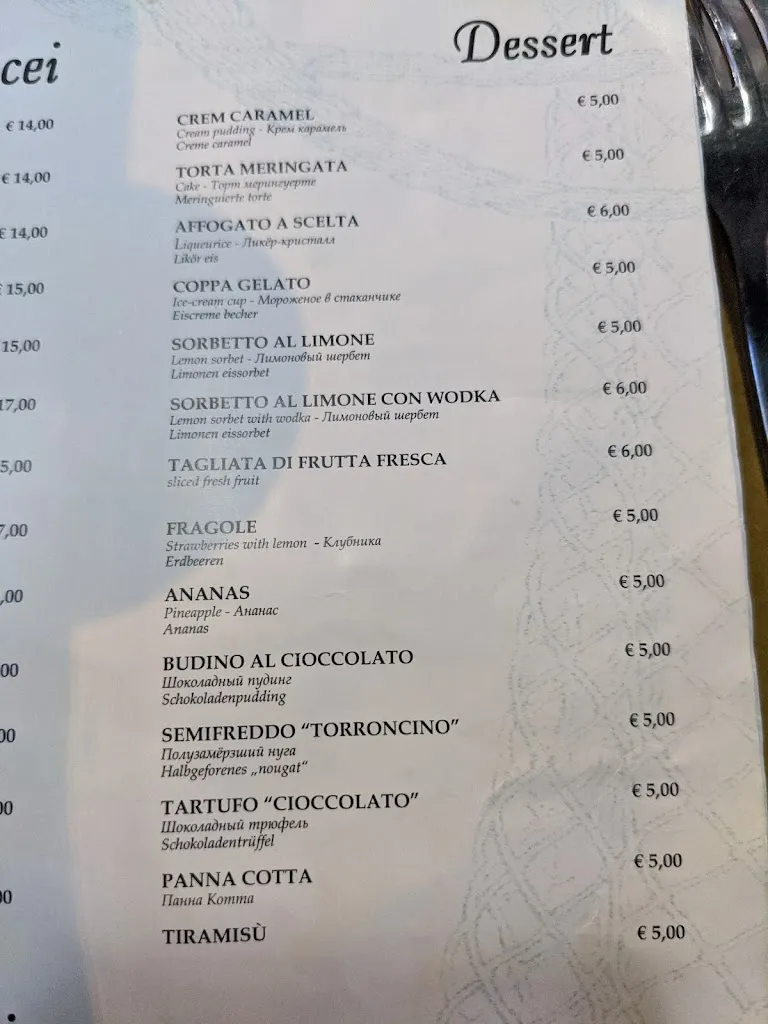 cei
€ 14,00
€ 14,00
€ 14,00
€ 15,00
15,00
17,00
5,00
7,00
,00
00
00
00
00
Dessert
CREM CARAMEL € 5,00
Cream pudding - Крем карамель
Creme caramel
TORTA MERINGATA € 5,00
Cake - Торт мерингуерте
Meringuierte torte
AFFOGATO A SCELTA € 6,00
Liqueurice - Ликёр-кристалл
Likör eis
COPPA GELATO € 5,00
Ice-cream cup - Мороженое в стаканчике
Eiscreme becher
SORBETTO AL LIMONE € 5,00
Lemon sorbet - Лимоновый шербет
Limonen eissorbet
SORBETTO AL LIMONE CON WODKA € 6,00
Lemon sorbet with wodka - Лимоновый шербет
Limonen eissorbet
TAGLIATA DI FRUTTA FRESCA € 6,00
sliced fresh fruit
FRAGOLE € 5,00
Strawberries with lemon - Клубника
Erdbeeren
ANANAS € 5,00
Pineapple - Ананас
Ananas
BUDINO AL CIOCCOLATO € 5,00
Шоколадный пудинг
Schokoladenpudding
SEMIFREDDO “TORRONCINO” € 5,00
Полузамёрзший нуга
Halbgeforenes „nougat“
TARTUFO “CIOCCOLATO” € 5,00
Шоколадный трюфель
Schokoladentrüffel
PANNA COTTA € 5,00
Панна Котта
TIRAMISÙ € 5,00